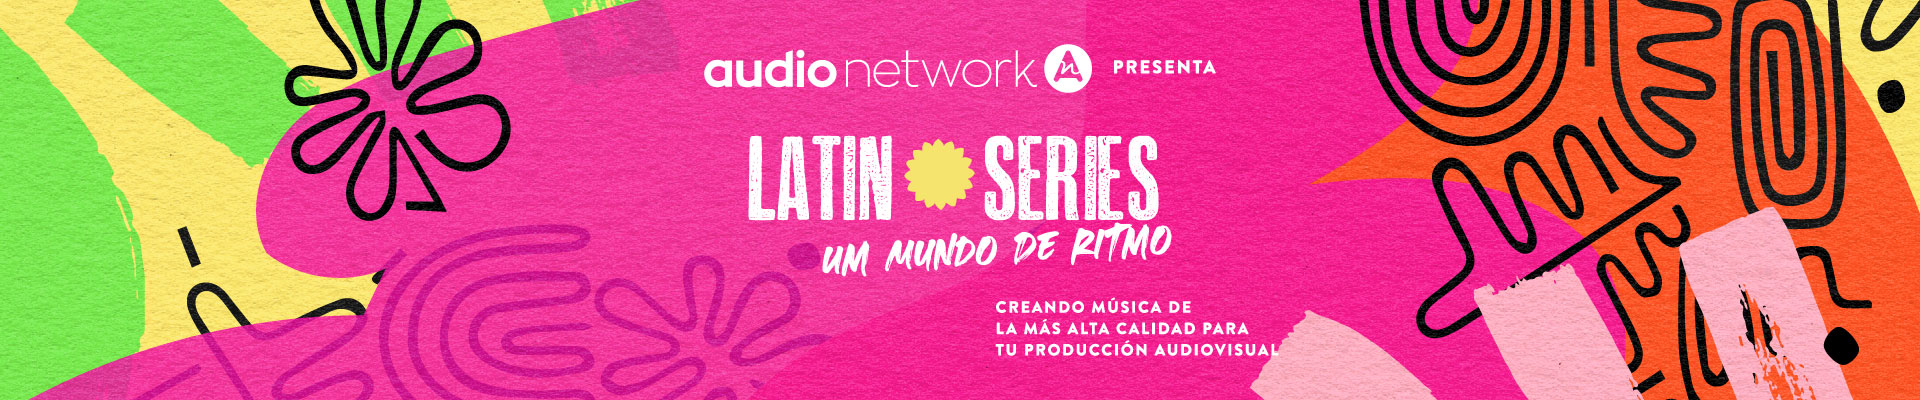 audio network PRESENTA
LATIN SERIES
UM MUNDO DE RITMO
CREANDO MÚSICA DE
LA MÁS ALTA CALIDAD PARA
TU PRODUCCIÓN AUDIOVISUAL